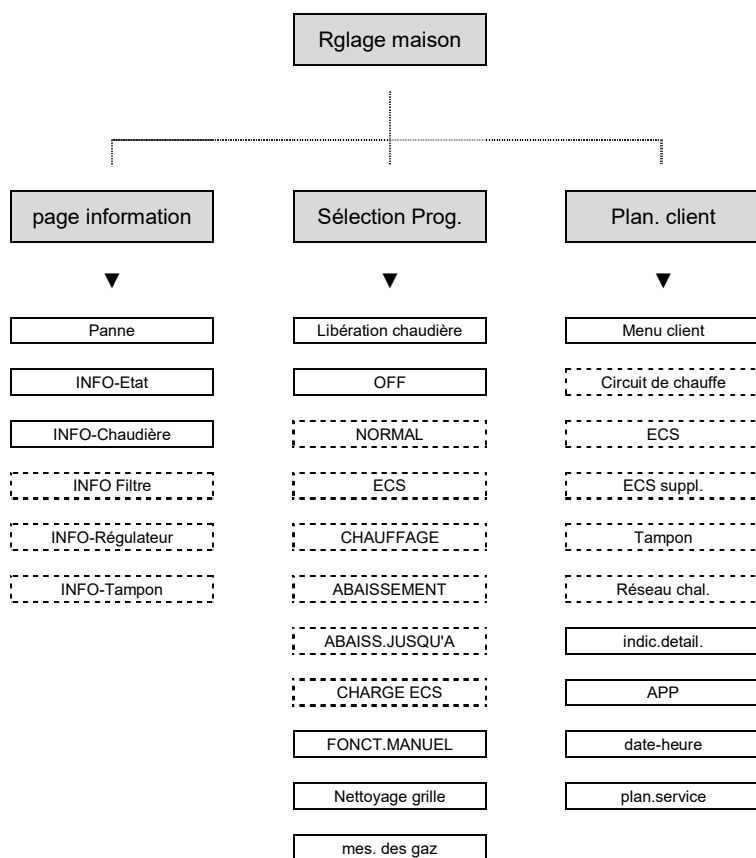 Rglage maison
page information
Sélection Prog.
Plan. client
▼
▼
▼
Panne
INFO-Etat
INFO-Chaudière
INFO Filtre
INFO-Régulateur
INFO-Tampon
Libération chaudière
OFF
NORMAL
ECS
CHAUFFAGE
ABAISSEMENT
ABAISS.JUSQU'A
CHARGE ECS
FONCT.MANUEL
Nettoyage grille
mes. des gaz
Menu client
Circuit de chauffe
ECS
ECS suppl.
Tampon
Réseau chal.
indic.detail.
APP
date-heure
plan.service